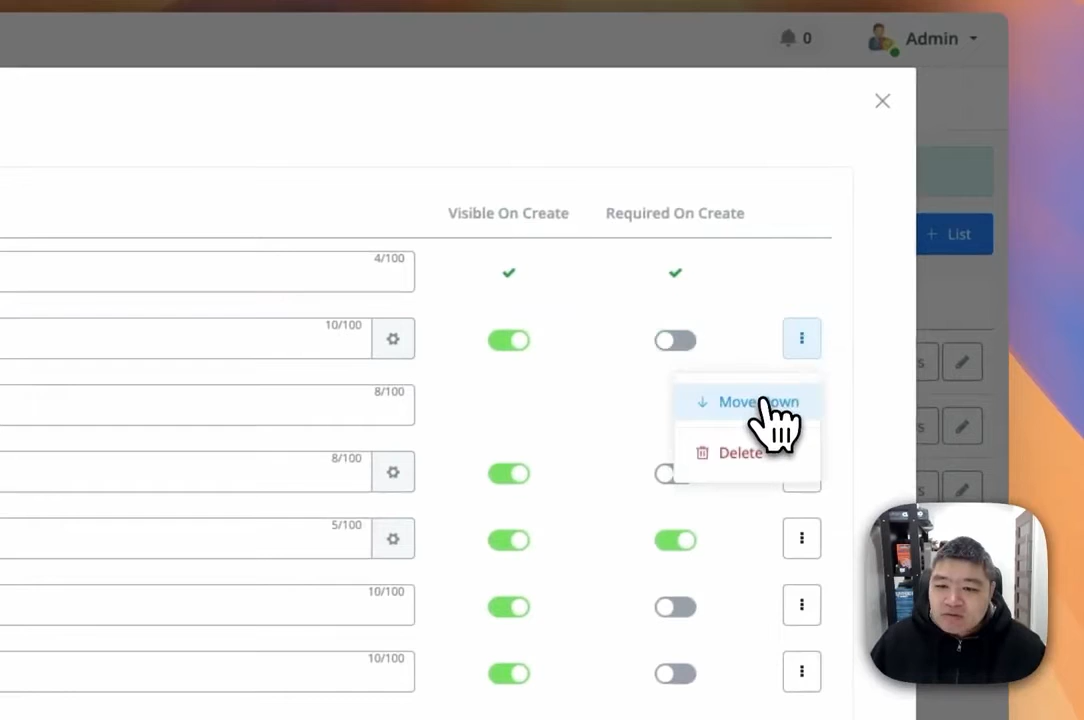 0
Admin
Visible On Create
Required On Create
+ List
4/100
10/100
s
8/100
Move Down
s
Delete
8/100
s
5/100
10/100
10/100